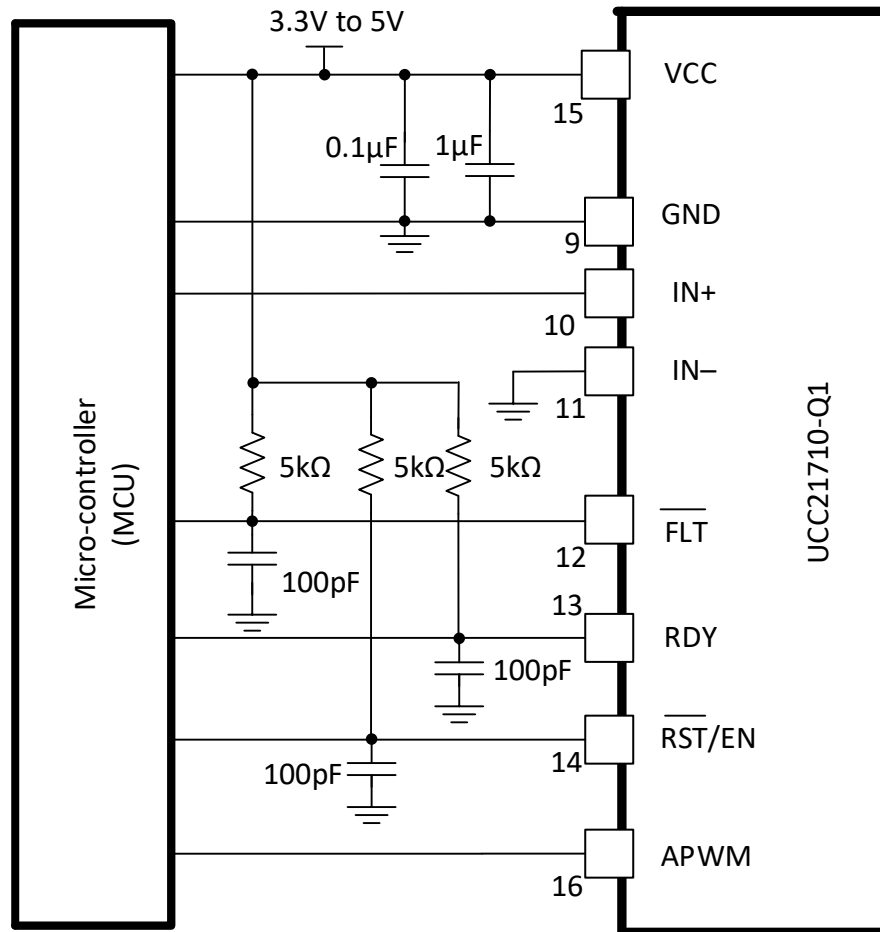 3.3V to 5V
VCC
15
0.1µF
1µF
GND
9
IN+
10
IN–
11
Micro-controller
(MCU)
UCC21710-Q1
5kΩ
5kΩ
5kΩ
FLT
12
100pF
13
RDY
100pF
RST/EN
14
100pF
APWM
16